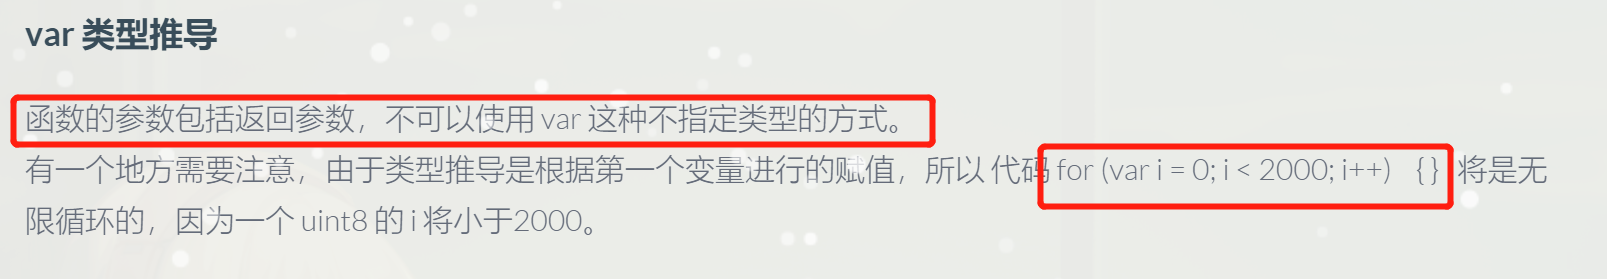 var 类型推导
函数的参数包括返回参数，不可以使用 var 这种不指定类型的方式。
有一个地方需要注意，由于类型推导是根据第一个变量进行的赋值，所以 代码 for (var i = 0; i < 2000; i++) { } 将是无
限循环的，因为一个 uint8 的 i 将小于2000。